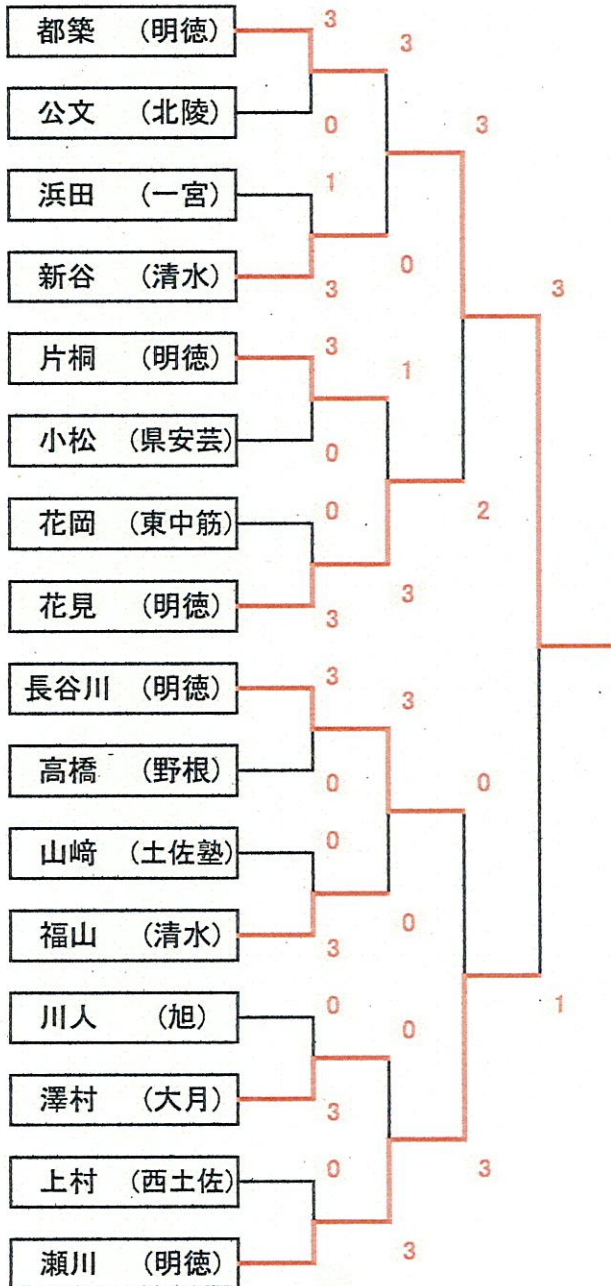 都築 (明徳)
3
3
公文 (北陵)
0
3
浜田 (一宮)
1
新谷 (清水)
3
0
3
片桐 (明徳)
3
1
小松 (県安芸)
0
花岡 (東中筋)
0
2
花見 (明徳)
3
3
長谷川 (明徳)
3
3
高橋 (野根)
0
0
山﨑 (土佐塾)
0
福山 (清水)
3
0
川人 (旭)
0
0
1
澤村 (大月)
3
上村 (西土佐)
0
3
瀬川 (明徳)
3